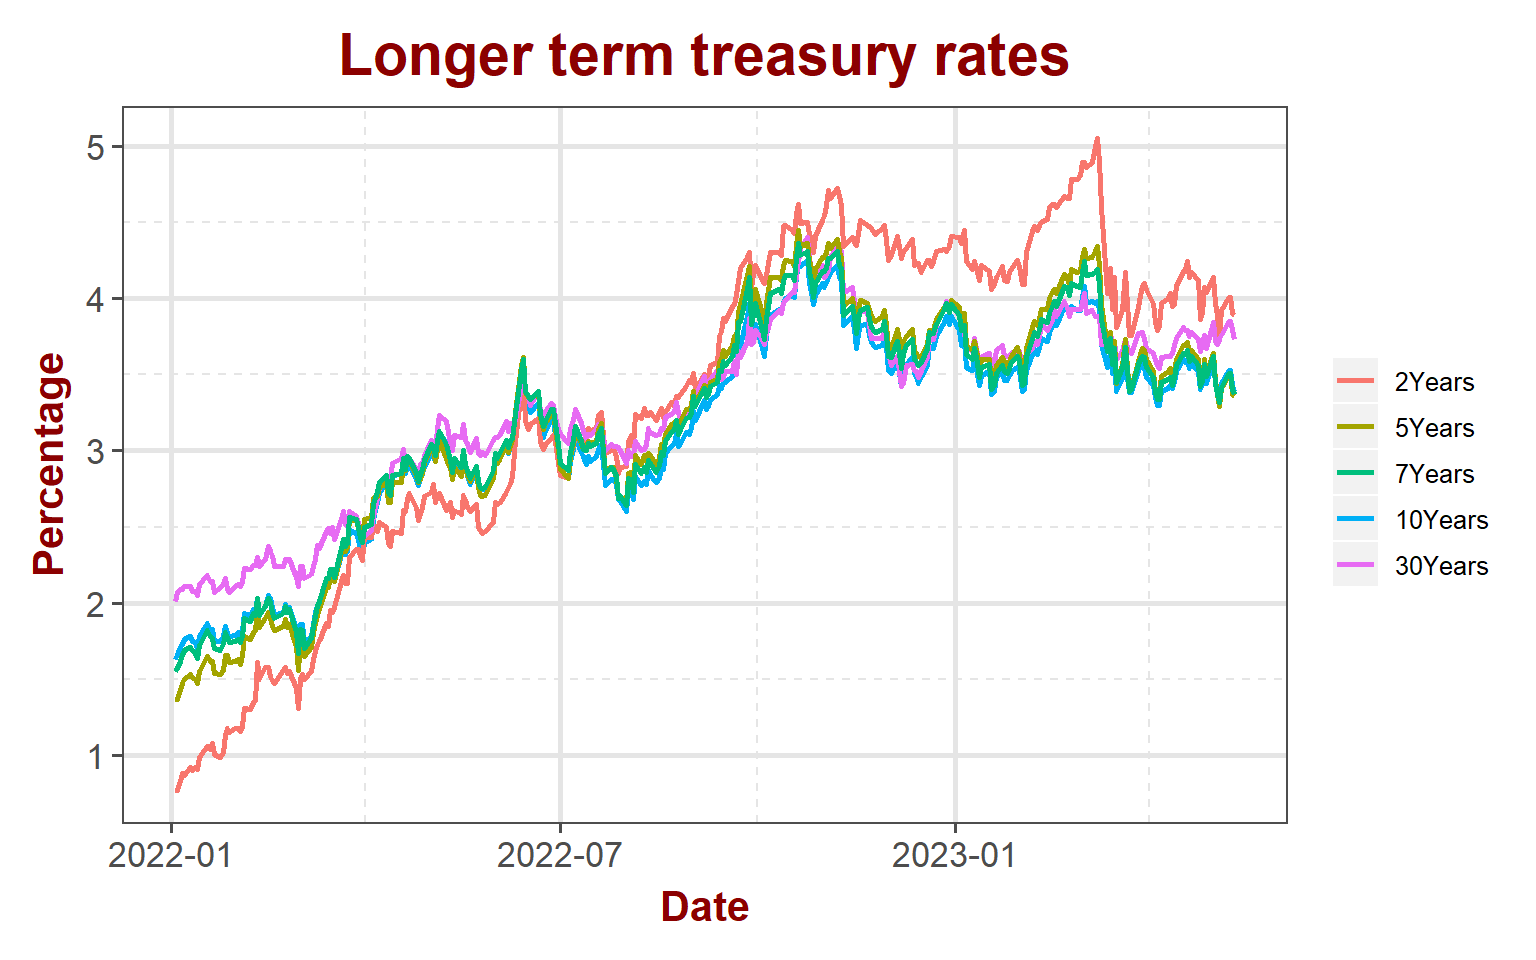 Longer term treasury rates
Percentage
5
4
3
2
1
2022-01
2022-07
2023-01
Date
2Years
5Years
7Years
10Years
30Years